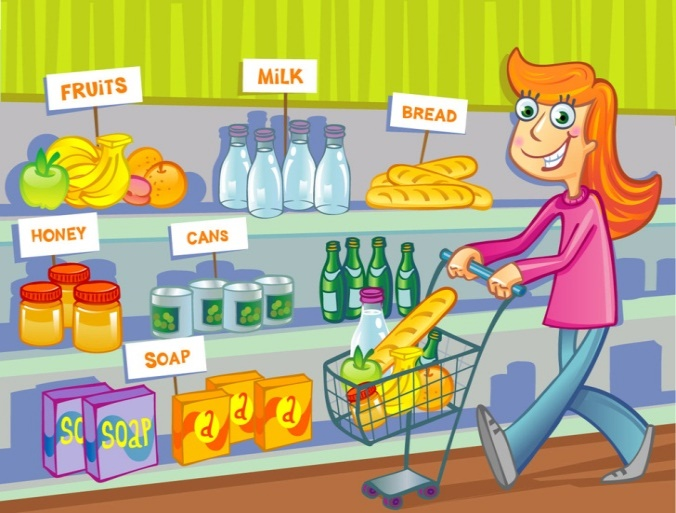 FRUITS
MILK
BREAD
HONEY
CANS
SOAP
SO
SOAP
a
a
a